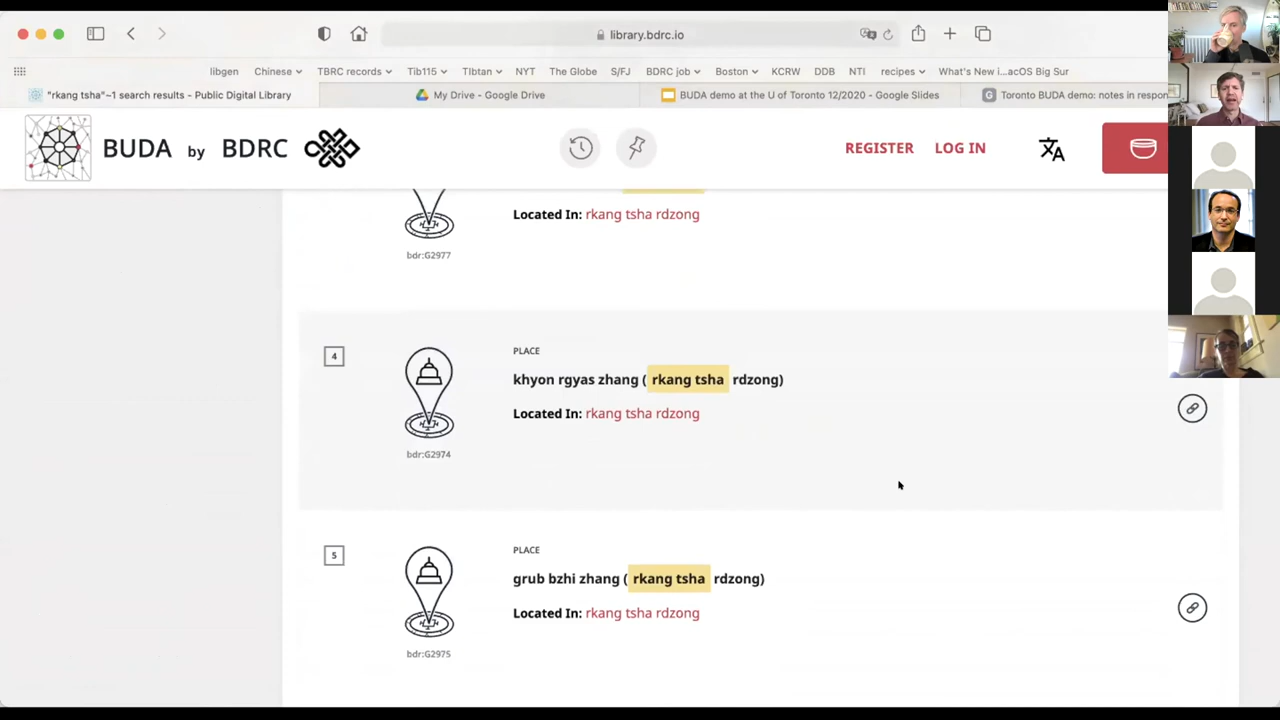 library.bdrc.io
libgen Chinese TBRC records Tib115 TIbtan NYT The Globe S/FJ BDRC job Boston KCRW DDB NTI recipes What's New i...acOS Big Sur
"rkang tsha"~1 search results - Public Digital Library My Drive - Google Drive BUDA demo at the U of Toronto 12/2020 - Google Slides Toronto BUDA demo: notes in respon
BUDA by BDRC REGISTER LOG IN
Located In: rkang tsha rdzong
bdr:G2977
4
PLACE
khyon rgyas zhang ( rkang tsha rdzong)
Located In: rkang tsha rdzong
bdr:G2974
5
PLACE
grub bzhi zhang ( rkang tsha rdzong)
Located In: rkang tsha rdzong
bdr:G2975